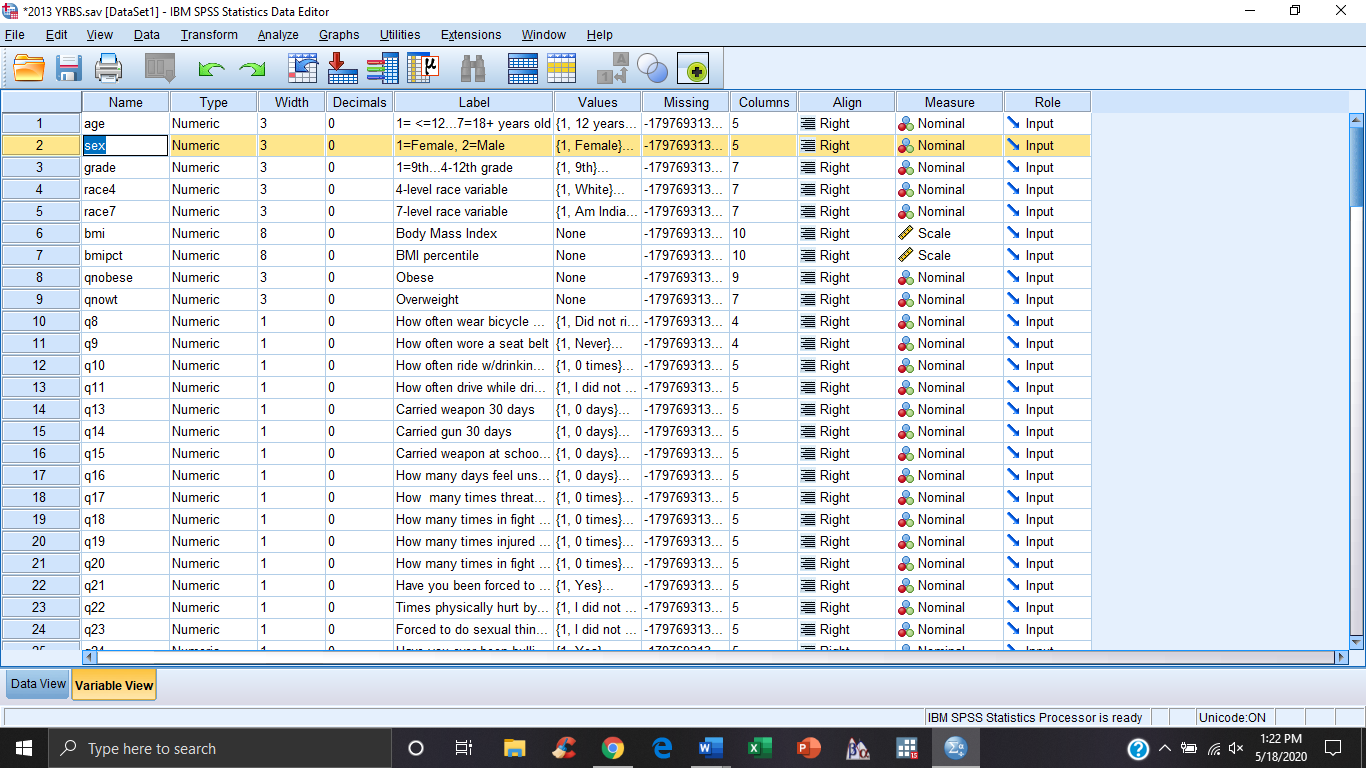 *2013 YRBS.sav [DataSet1] - IBM SPSS Statistics Data Editor
File Edit View Data Transform Analyze Graphs Utilities Extensions Window Help
Name Type Width Decimals Label Values Missing Columns Align Measure Role
1 age Numeric 3 0 1= <=12...7=18+ years old {1, 12 years... -179769313... 5 Right Nominal Input
2 sex Numeric 3 0 1=Female, 2=Male {1, Female}... -179769313... 5 Right Nominal Input
3 grade Numeric 3 0 1=9th...4-12th grade {1, 9th}... -179769313... 7 Right Nominal Input
4 race4 Numeric 3 0 4-level race variable {1, White}... -179769313... 7 Right Nominal Input
5 race7 Numeric 3 0 7-level race variable {1, Am India... -179769313... 7 Right Nominal Input
6 bmi Numeric 8 0 Body Mass Index None -179769313... 10 Right Scale Input
7 bmipct Numeric 8 0 BMI percentile None -179769313... 10 Right Scale Input
8 qnobese Numeric 3 0 Obese None -179769313... 9 Right Nominal Input
9 qnowt Numeric 3 0 Overweight None -179769313... 7 Right Nominal Input
10 q8 Numeric 1 0 How often wear bicycle ... {1, Did not ri... -179769313... 4 Right Nominal Input
11 q9 Numeric 1 0 How often wore a seat belt {1, Never}... -179769313... 4 Right Nominal Input
12 q10 Numeric 1 0 How often ride w/drinkin... {1, 0 times}... -179769313... 5 Right Nominal Input
13 q11 Numeric 1 0 How often drive while dri... {1, I did not ... -179769313... 5 Right Nominal Input
14 q13 Numeric 1 0 Carried weapon 30 days {1, 0 days}... -179769313... 5 Right Nominal Input
15 q14 Numeric 1 0 Carried gun 30 days {1, 0 days}... -179769313... 5 Right Nominal Input
16 q15 Numeric 1 0 Carried weapon at schoo... {1, 0 days}... -179769313... 5 Right Nominal Input
17 q16 Numeric 1 0 How many days feel uns... {1, 0 days}... -179769313... 5 Right Nominal Input
18 q17 Numeric 1 0 How  many times threat... {1, 0 times}... -179769313... 5 Right Nominal Input
19 q18 Numeric 1 0 How many times in fight ... {1, 0 times}... -179769313... 5 Right Nominal Input
20 q19 Numeric 1 0 How many times injured ... {1, 0 times}... -179769313... 5 Right Nominal Input
21 q20 Numeric 1 0 How many times in fight ... {1, 0 times}... -179769313... 5 Right Nominal Input
22 q21 Numeric 1 0 Have you been forced to ... {1, Yes}... -179769313... 5 Right Nominal Input
23 q22 Numeric 1 0 Times physically hurt by... {1, I did not ... -179769313... 5 Right Nominal Input
24 q23 Numeric 1 0 Forced to do sexual thin... {1, I did not ... -179769313... 5 Right Nominal Input
Data View Variable View
IBM SPSS Statistics Processor is ready Unicode:ON
Type here to search
1:22 PM
5/18/2020